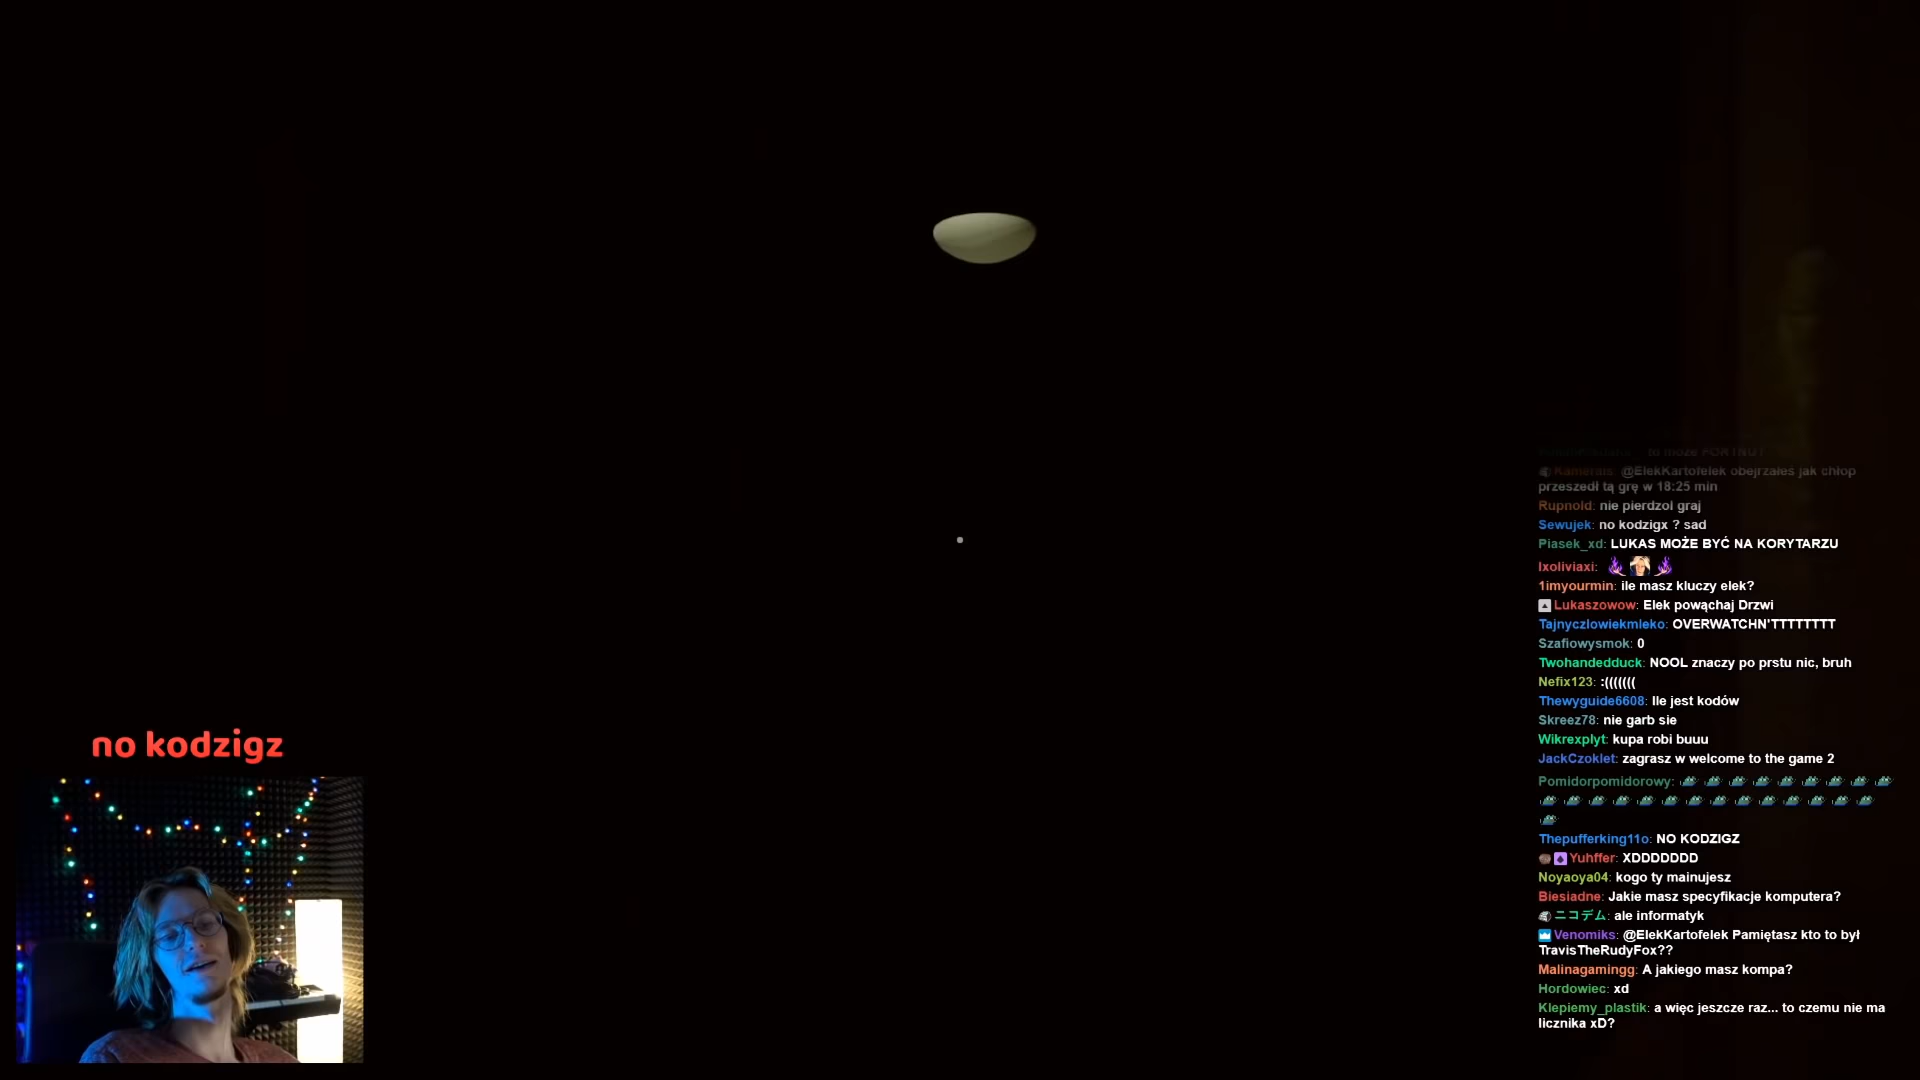 te może FORTNUT
Kamerals: @ElekKartofelek obejrzałeś jak chłop
przeszedł tą grę w 18:25 min
Rupnold: nie pierdzol graj
Sewujek: no kodzigx ? sad
Piasek_xd: LUKAS MOŻE BYĆ NA KORYTARZU
Ixoliviaxi:
1imyourmin: ile masz kluczy elek?
Lukaszowow: Elek powąchaj Drzwi
Tajnyczlowiekmleko: OVERWATCHN'TTTTTTTT
Szafiowysmok: 0
Twohandedduck: NOOL znaczy po prstu nic, bruh
Nefix123: :(((((((
Thewyguide6608: Ile jest kodów
Skreez78: nie garb sie
Wikrexplyt: kupa robi buuu
JackCzoklet: zagrasz w welcome to the game 2
Pomidorpomidorowy:
Thepufferking11o: NO KODZIGZ
Yuhffer: XDDDDDDD
Noyaoya04: kogo ty mainujesz
Biesiadne: Jakie masz specyfikacje komputera?
ニコデム: ale informatyk
Venomiks: @ElekKartofelek Pamiętasz kto to był
TravisTheRudyFox??
Malinagamingg: A jakiego masz kompa?
Hordowiec: xd
Klepiemy_plastik: a więc jeszcze raz... to czemu nie ma
licznika xD?
no kodzigz